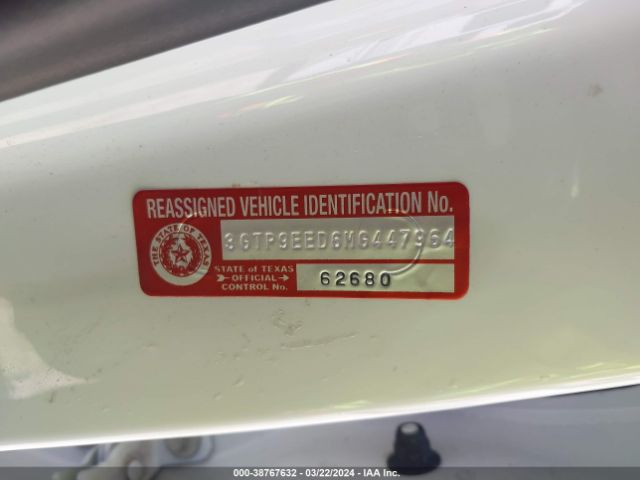 REASSIGNED VEHICLE IDENTIFICATION No.
3GTP9EED6MG447964
THE STATE OF TEXAS
STATE of TEXAS
OFFICIAL
CONTROL No.
62680
000-38767632 - 03/22/2024 - IAA Inc.